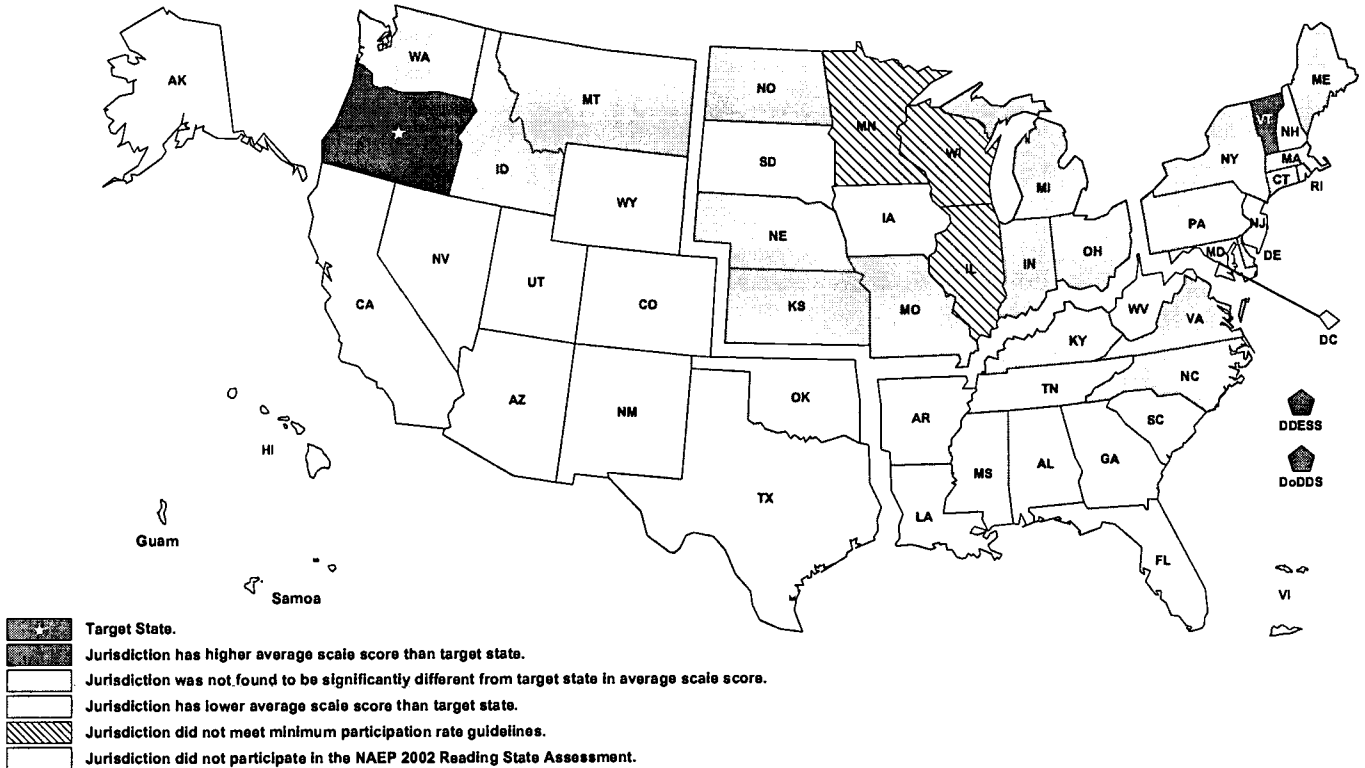 AK
WA
MT
NO
MN
ME
VT
NH
ID
SD
WI
NY
MA
WY
MI
CT
RI
IA
PA
NJ
NV
NE
OH
DE
IL
IN
MD
UT
CA
CO
KS
MO
WV
VA
KY
DC
NC
TN
AZ
OK
NM
AR
SC
DDESS
HI
MS
AL
GA
DoDDS
TX
LA
Guam
FL
VI
Samoa
Target State.
Jurisdiction has higher average scale score than target state.
Jurisdiction was not found to be significantly different from target state in average scale score.
Jurisdiction has lower average scale score than target state.
Jurisdiction did not meet minimum participation rate guidelines.
Jurisdiction did not participate in the NAEP 2002 Reading State Assessment.